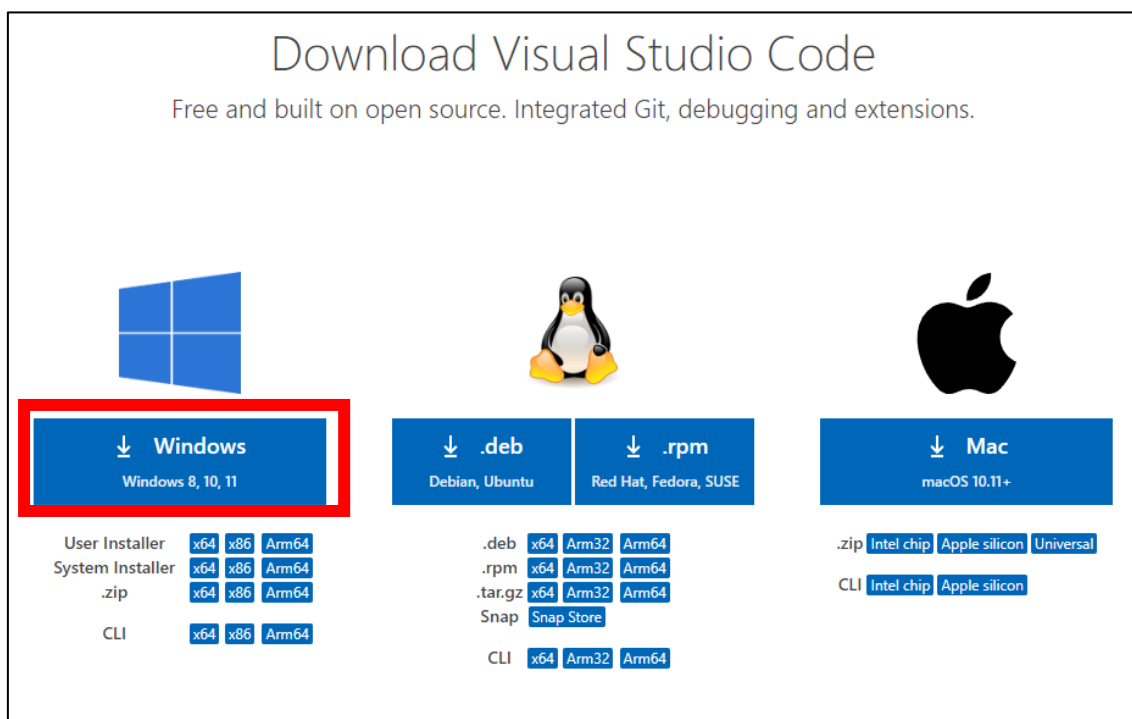 Download Visual Studio Code
Free and built on open source. Integrated Git, debugging and extensions.
Windows
Windows 8, 10, 11
User Installer x64 x86 Arm64
System Installer x64 x86 Arm64
.zip x64 x86 Arm64
CLI x64 x86 Arm64
.deb
Debian, Ubuntu
.rpm
Red Hat, Fedora, SUSE
.deb x64 Arm32 Arm64
.rpm x64 Arm32 Arm64
.tar.gz x64 Arm32 Arm64
Snap Snap Store
CLI x64 Arm32 Arm64
Mac
macOS 10.11+
.zip Intel chip Apple silicon Universal
CLI Intel chip Apple silicon